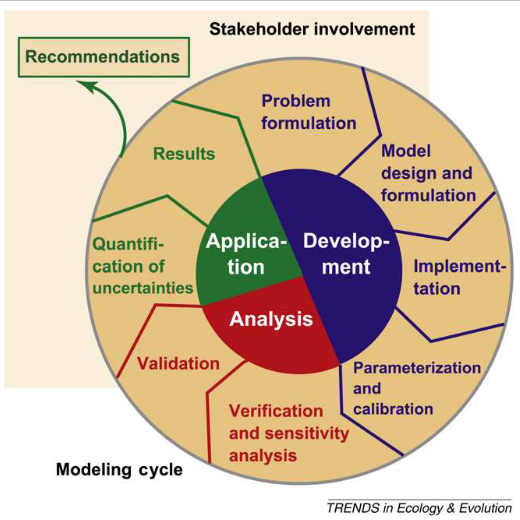 Stakeholder involvement
Recommendations
Problem
formulation
Model
design and
formulation
Implement-
tation
Parameterization
and
calibration
Verification
and sensitivity
analysis
Validation
Quantifi-
cation of
uncertainties
Results
Applica-
tion
Develop-
ment
Analysis
Modeling cycle
TRENDS in Ecology & Evolution